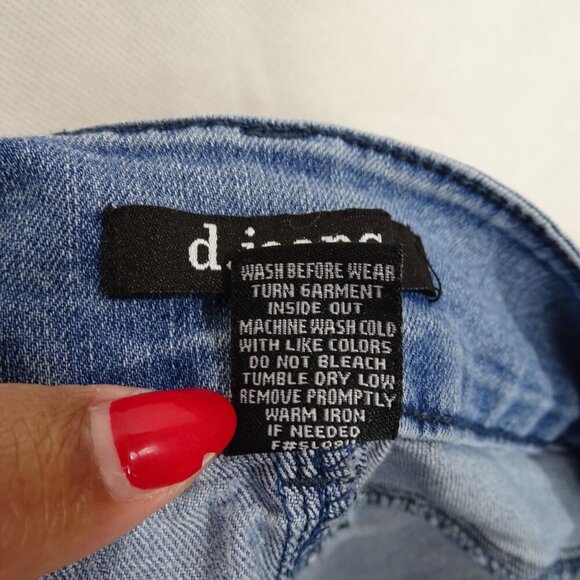 d.jeans
WASH BEFORE WEAR
TURN GARMENT
INSIDE OUT
MACHINE WASH COLD
WITH LIKE COLORS
DO NOT BLEACH
TUMBLE DRY LOW
REMOVE PROMPTLY
WARM IRON
IF NEEDED